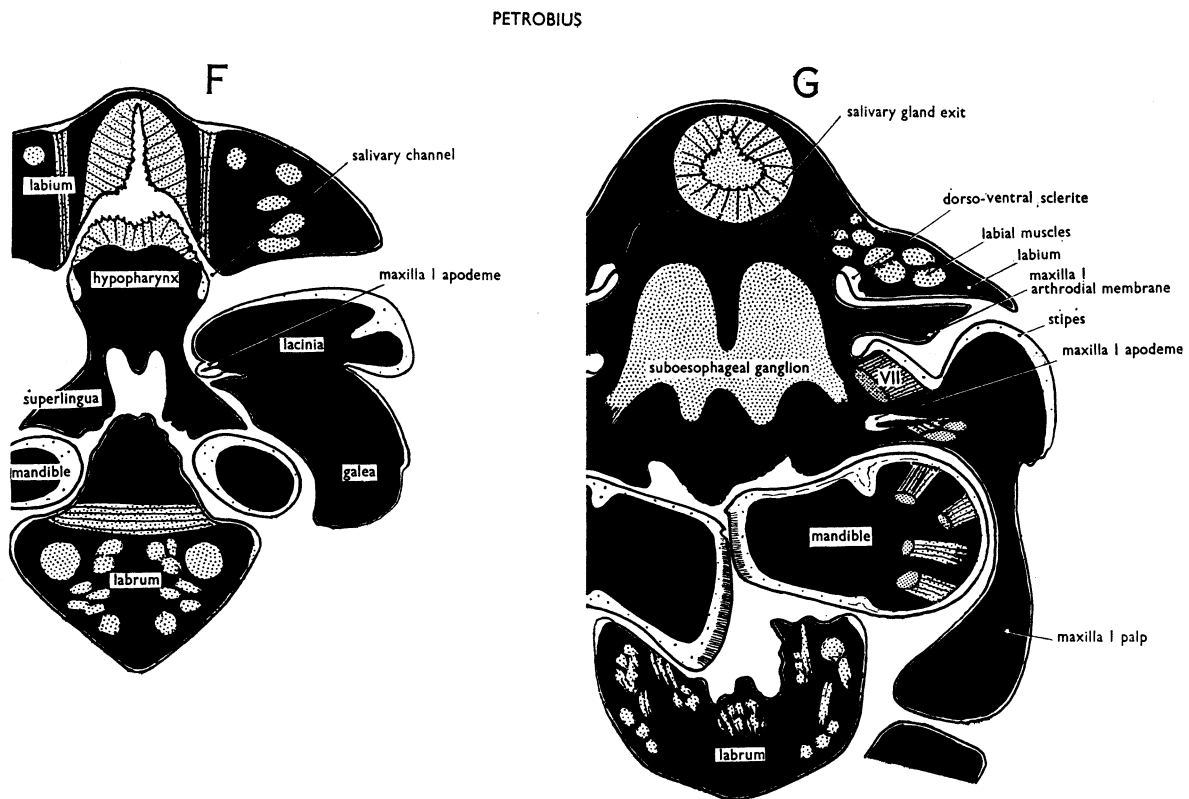 PETROBIUS
F
labium
salivary channel
hypopharynx
maxilla I apodeme
lacinia
superlingua
mandible
galea
labrum
G
salivary gland exit
dorso-ventral sclerite
labial muscles
labium
maxilla I
arthrodial membrane
stipes
maxilla I apodeme
suboesophageal ganglion
VII
mandible
maxilla I palp
labrum